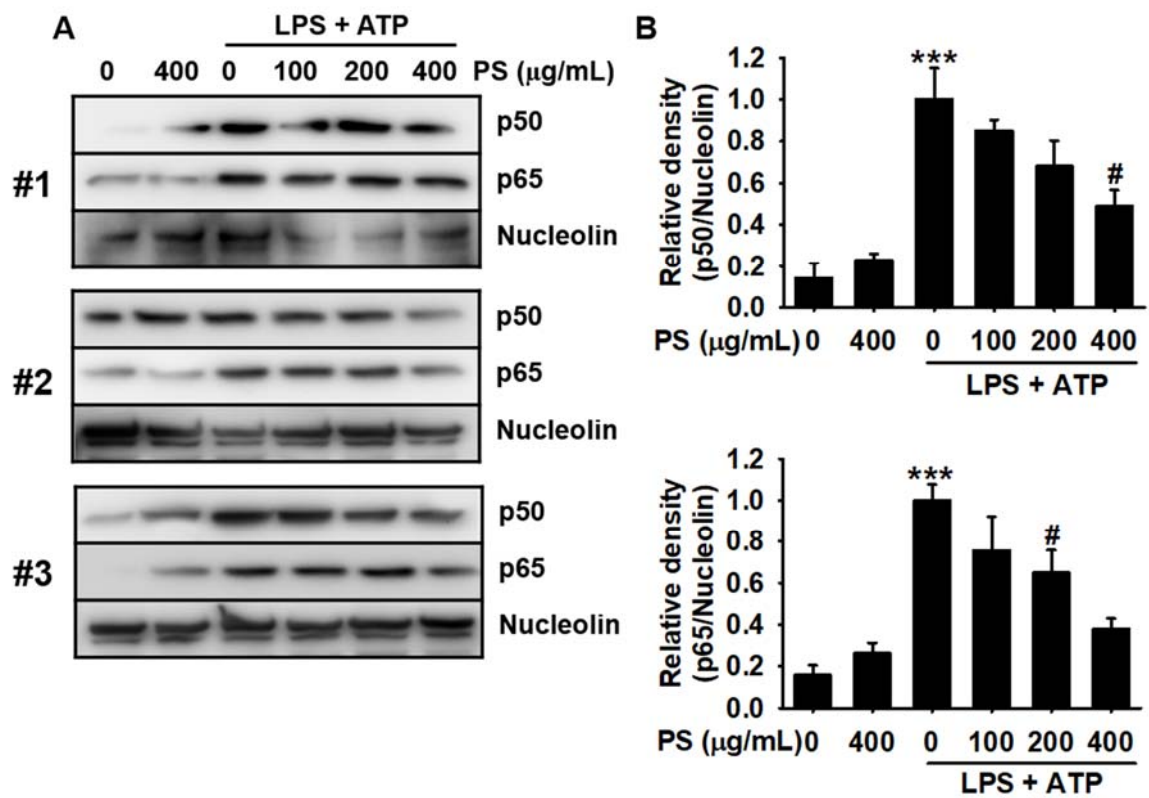 A
LPS + ATP
0 400 0 100 200 400 PS (μg/mL)
#1
p50
p65
Nucleolin
#2
p50
p65
Nucleolin
#3
p50
p65
Nucleolin
B
Relative density
(p50/Nucleolin)
1.2
1.0
0.8
0.6
0.4
0.2
0.0
***
#
PS (μg/mL) 0 400 0 100 200 400
LPS + ATP
Relative density
(p65/Nucleolin)
1.2
1.0
0.8
0.6
0.4
0.2
0.0
***
#
PS (μg/mL) 0 400 0 100 200 400
LPS + ATP